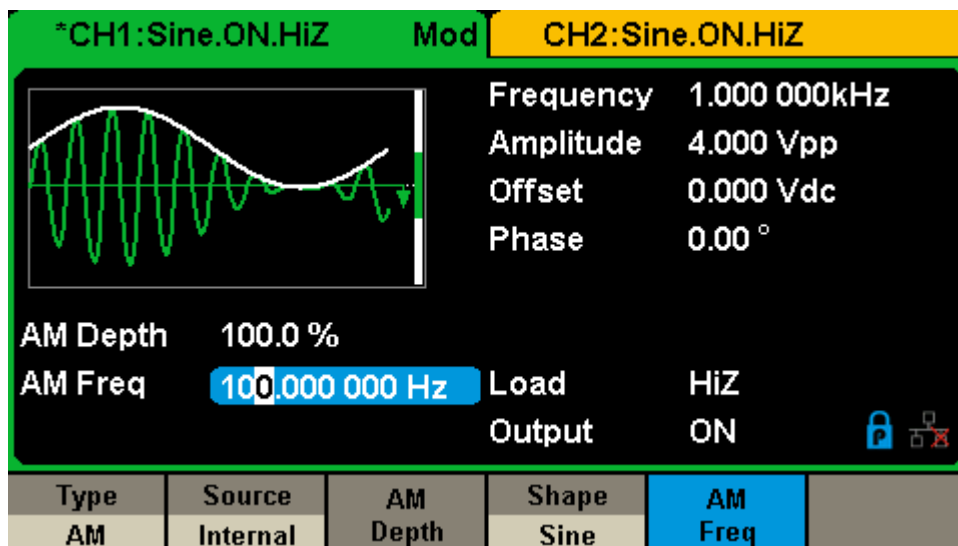 *CH1:Sine.ON.HiZ Mod CH2:Sine.ON.HiZ
Frequency 1.000 000kHz
Amplitude 4.000 Vpp
Offset 0.000 Vdc
Phase 0.00 °
AM Depth 100.0 %
AM Freq 100.000 000 Hz Load HiZ
Output ON
P
Type Source AM Depth Shape AM Freq
AM Internal Sine